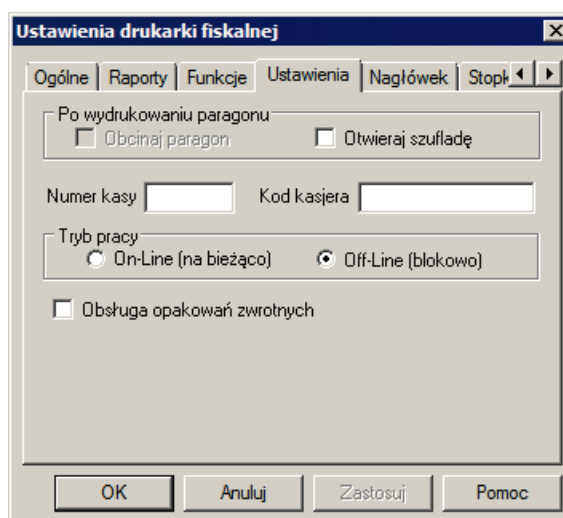 Ustawienia drukarki fiskalnej
Ogólne Raporty Funkcje Ustawienia Nagłówek Stopk
Po wydrukowaniu paragonu
Obcinaj paragon Otwieraj szufladę
Numer kasy Kod kasjera
Tryb pracy
On-Line (na bieżąco) Off-Line (blokowo)
Obsługa opakowań zwrotnych
OK Anuluj Zastosuj Pomoc